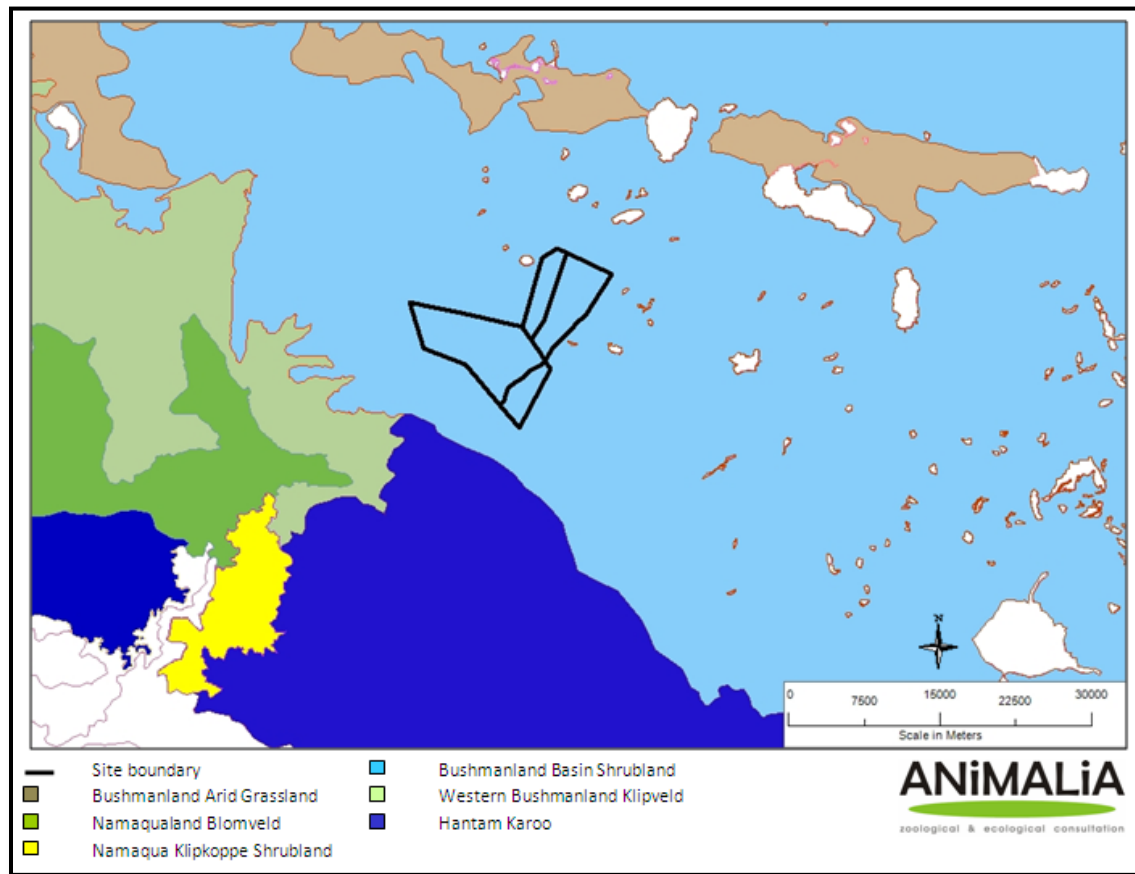 N
0 7500 15000 22500 30000
Scale in Meters
Site boundary
Bushmanland Arid Grassland
Namaqualand Blomveld
Namaqua Klipkoppe Shrubland
Bushmanland Basin Shrubland
Western Bushmanland Klipveld
Hantam Karoo
ANiMALiA
zoological & ecological consultation